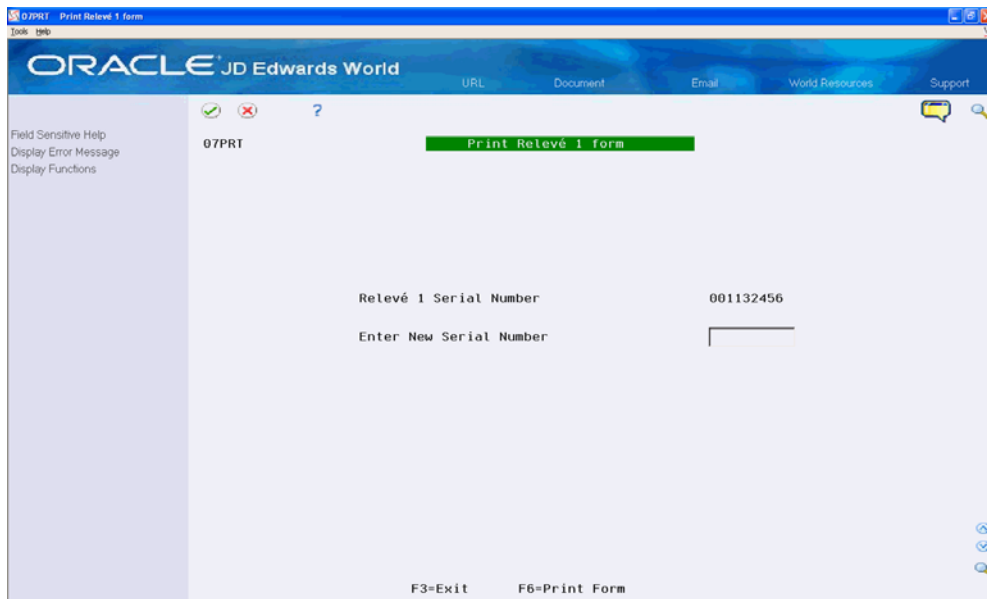 07PRT Print Relevé 1 form
Tools Help
ORACLE JD Edwards World
URL Document Email World Resources Support
?
Field Sensitive Help
Display Error Message
Display Functions
07PRT Print Relevé 1 form
Relevé 1 Serial Number 001132456
Enter New Serial Number
F3=Exit F6=Print Form